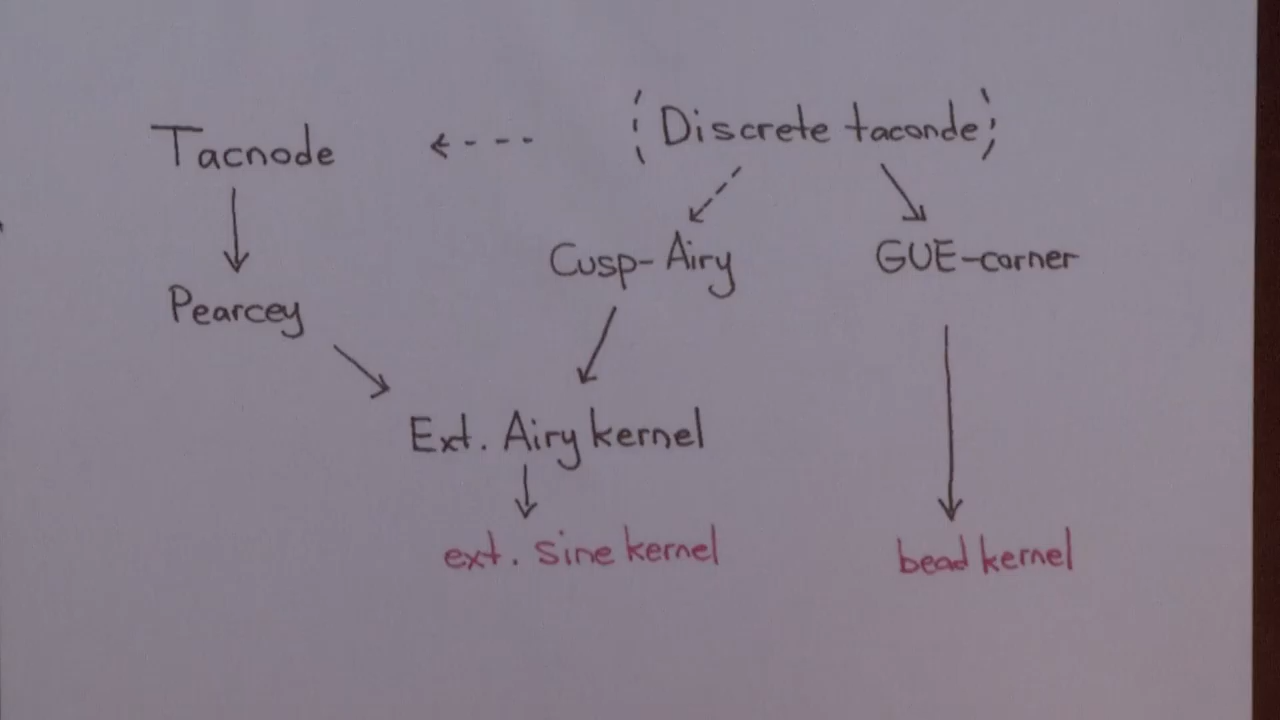 Tacnode
Discrete taconde
Cusp-Airy
GUE-corner
Pearcey
Ext. Airy kernel
ext. sine kernel
bead kernel